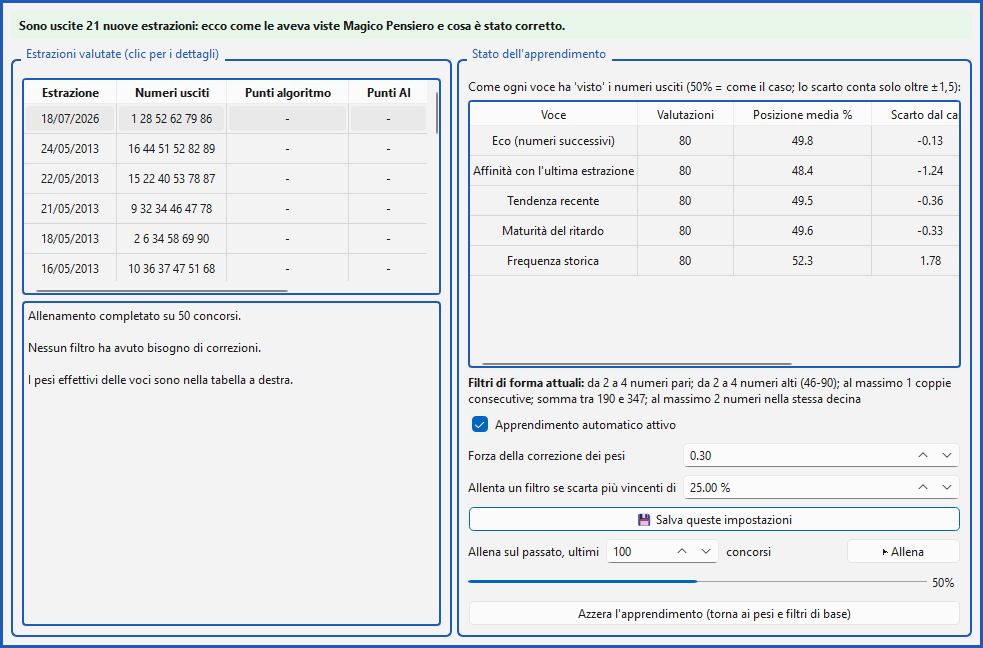 Sono uscite 21 nuove estrazioni: ecco come le aveva viste Magico Pensiero e cosa è stato corretto.
Estrazioni valutate (clic per i dettagli)
Estrazione Numeri usciti Punti algoritmo Punti AI
18/07/2026 1 28 52 62 79 86 - -
24/05/2013 16 44 51 52 82 89 - -
22/05/2013 15 22 40 53 78 87 - -
21/05/2013 9 32 34 46 47 78 - -
18/05/2013 2 6 34 58 69 90 - -
16/05/2013 10 36 37 47 51 68 - -
Allenamento completato su 50 concorsi.
Nessun filtro ha avuto bisogno di correzioni.
I pesi effettivi delle voci sono nella tabella a destra.
Stato dell'apprendimento
Come ogni voce ha 'visto' i numeri usciti (50% = come il caso; lo scarto conta solo oltre ±1,5):
Voce Valutazioni Posizione media % Scarto dal cas
Eco (numeri successivi) 80 49.8 -0.13
Affinità con l'ultima estrazione 80 48.4 -1.24
Tendenza recente 80 49.5 -0.36
Maturità del ritardo 80 49.6 -0.33
Frequenza storica 80 52.3 1.78
Filtri di forma attuali: da 2 a 4 numeri pari; da 2 a 4 numeri alti (46-90); al massimo 1 coppie
consecutive; somma tra 190 e 347; al massimo 2 numeri nella stessa decina
Apprendimento automatico attivo
Forza della correzione dei pesi 0.30
Allenta un filtro se scarta più vincenti di 25.00 %
Salva queste impostazioni
Allena sul passato, ultimi 100 concorsi Allena
50%
Azzera l'apprendimento (torna ai pesi e filtri di base)